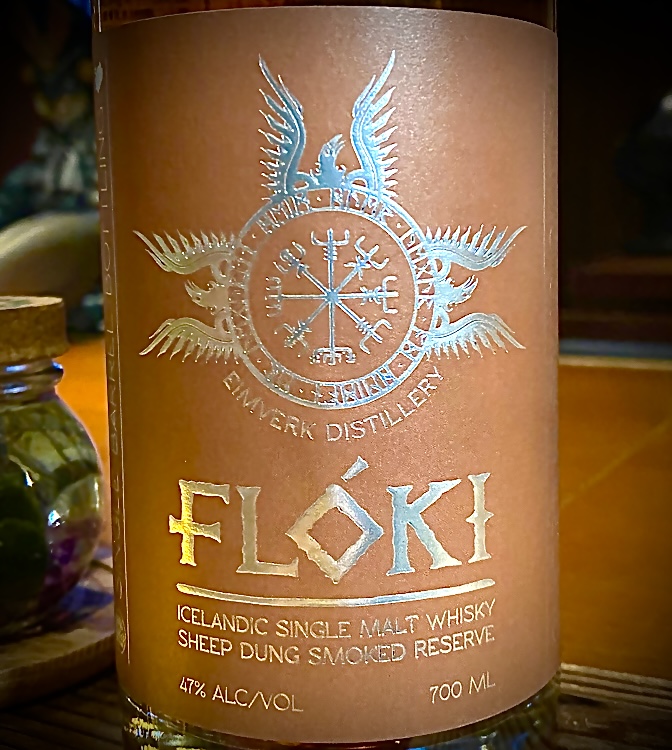 EIMVERK DISTILLERY
FLÓKI
ICELANDIC SINGLE MALT WHISKY
SHEEP DUNG SMOKED RESERVE
47% ALC/VOL
700 ML